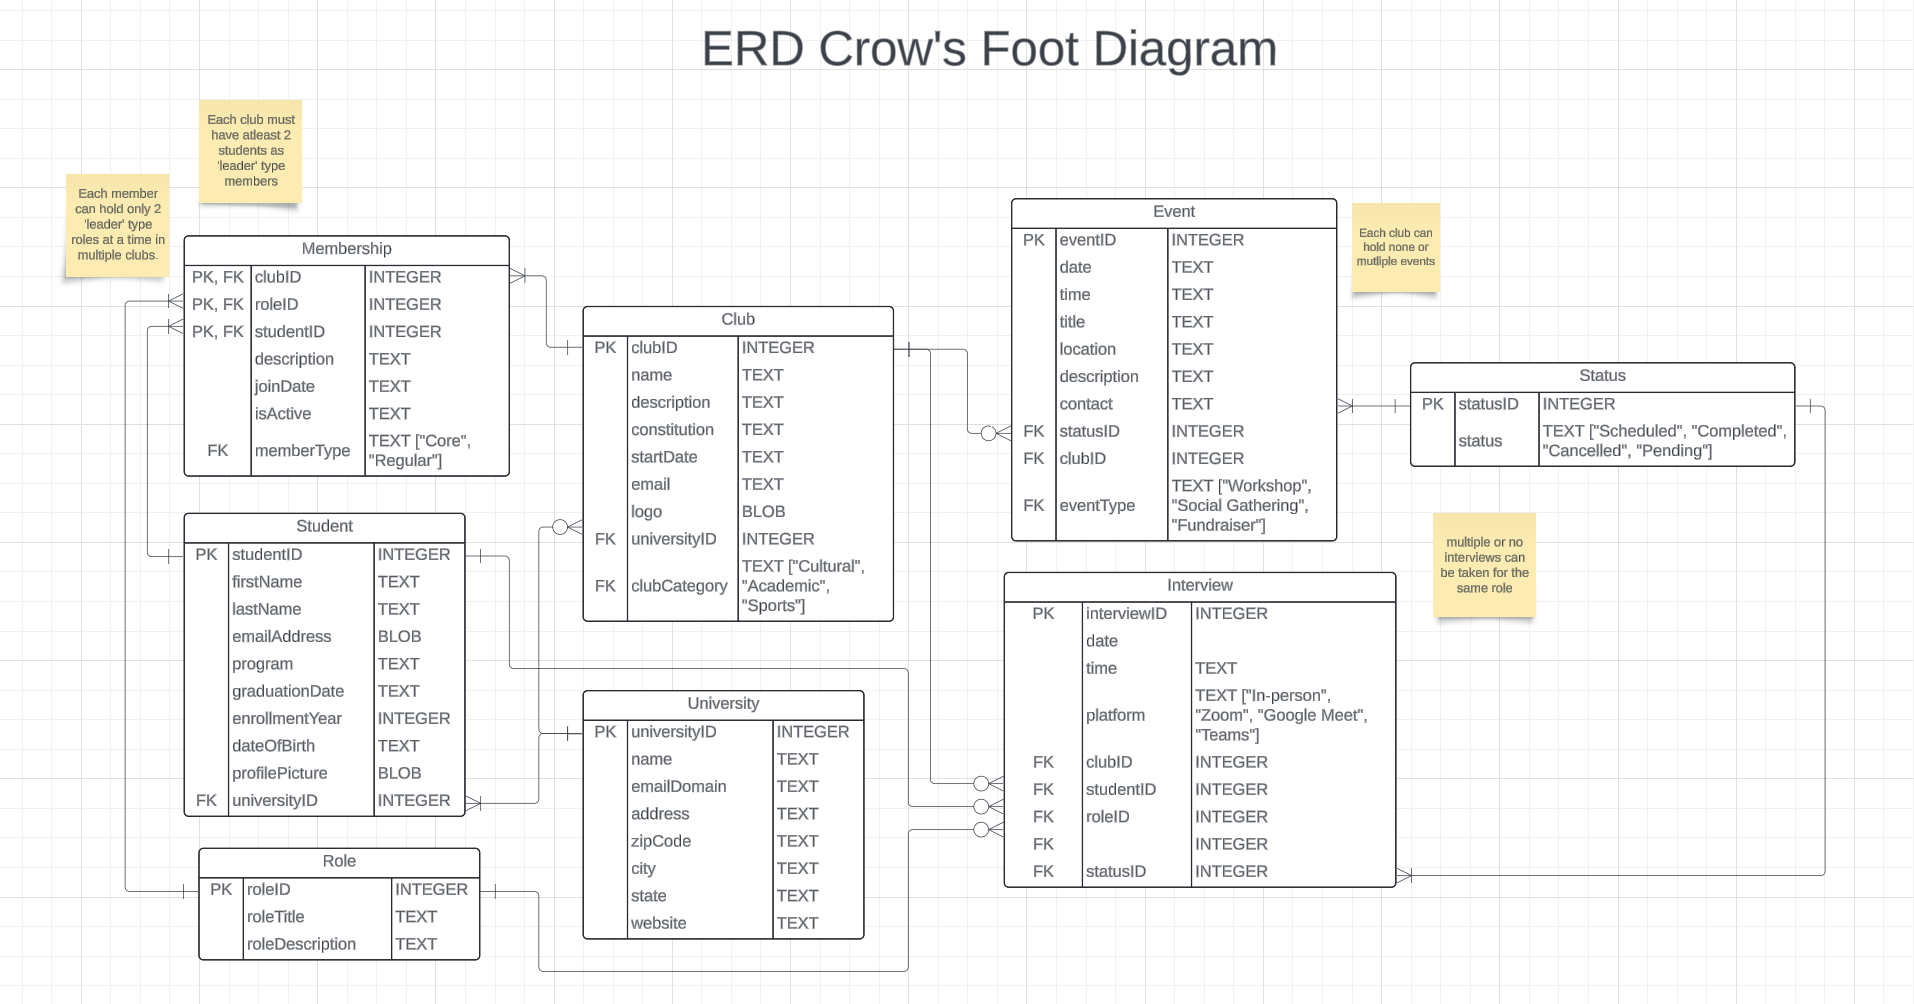 ERD Crow's Foot Diagram
Each club must
have atleast 2
students as
'leader' type
members
Each member
can hold only 2
'leader' type
roles at a time in
multiple clubs.
Membership
PK, FK clubID INTEGER
PK, FK roleID INTEGER
PK, FK studentID INTEGER
description TEXT
joinDate TEXT
isActive TEXT
FK memberType TEXT ["Core",
"Regular"]
Student
PK studentID INTEGER
firstName TEXT
lastName TEXT
emailAddress BLOB
program TEXT
graduationDate TEXT
enrollmentYear INTEGER
dateOfBirth TEXT
profilePicture BLOB
FK universityID INTEGER
Role
PK roleID INTEGER
roleTitle TEXT
roleDescription TEXT
Club
PK clubID INTEGER
name TEXT
description TEXT
constitution TEXT
startDate TEXT
email TEXT
logo BLOB
FK universityID INTEGER
FK clubCategory TEXT ["Cultural",
"Academic",
"Sports"]
University
PK universityID INTEGER
name TEXT
emailDomain TEXT
address TEXT
zipCode TEXT
city TEXT
state TEXT
website TEXT
Event
PK eventID INTEGER
date TEXT
time TEXT
title TEXT
location TEXT
description TEXT
contact TEXT
FK statusID INTEGER
FK clubID INTEGER
FK eventType TEXT ["Workshop",
"Social Gathering",
"Fundraiser"]
Each club can
hold none or
mutliple events
Status
PK statusID INTEGER
status TEXT ["Scheduled", "Completed",
"Cancelled", "Pending"]
multiple or no
interviews can
be taken for the
same role
Interview
PK interviewID INTEGER
date
time TEXT
platform TEXT ["In-person",
"Zoom", "Google Meet",
"Teams"]
FK clubID INTEGER
FK studentID INTEGER
FK roleID INTEGER
FK INTEGER
FK statusID INTEGER